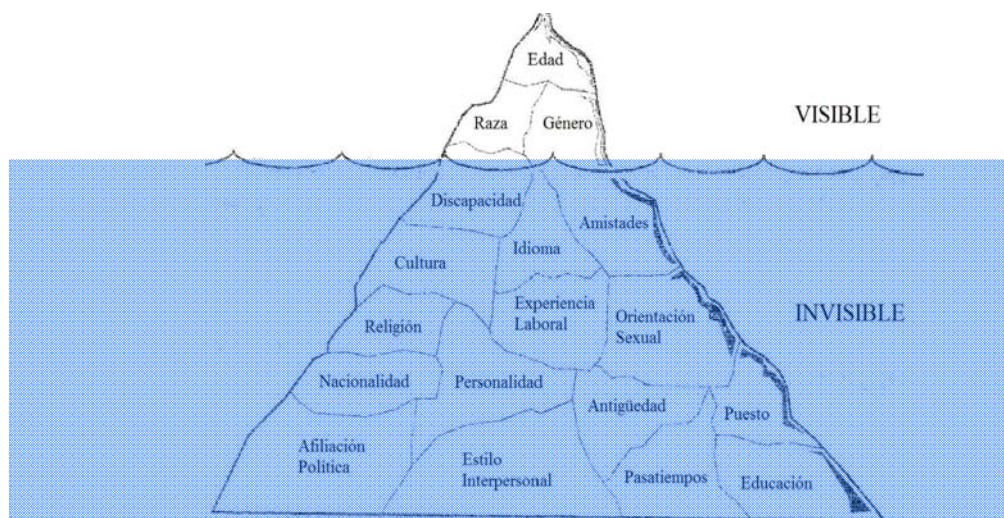 Edad
Raza
Género
VISIBLE
Discapacidad
Amistades
Idioma
Cultura
Experiencia
Laboral
Orientación
Sexual
INVISIBLE
Religión
Nacionalidad
Personalidad
Antigüedad
Puesto
Afiliación
Politica
Estilo
Interpersonal
Pasatiempos
Educación